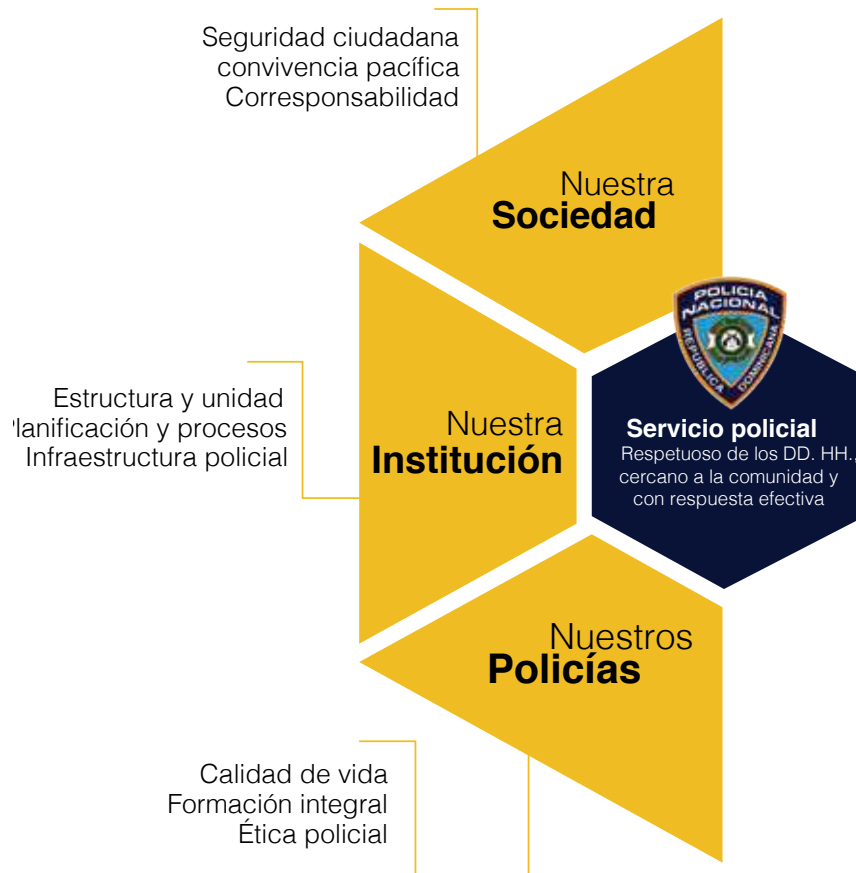 Seguridad ciudadana
convivencia pacífica
Corresponsabilidad
Nuestra
Sociedad
POLICIA
NACIONAL
REPUBLICA
DOMINICANA
Estructura y unidad
lanificación y procesos
Infraestructura policial
Nuestra
Institución
Servicio policial
Respetuoso de los DD. HH.,
cercano a la comunidad y
con respuesta efectiva
Nuestros
Policías
Calidad de vida
Formación integral
Ética policial